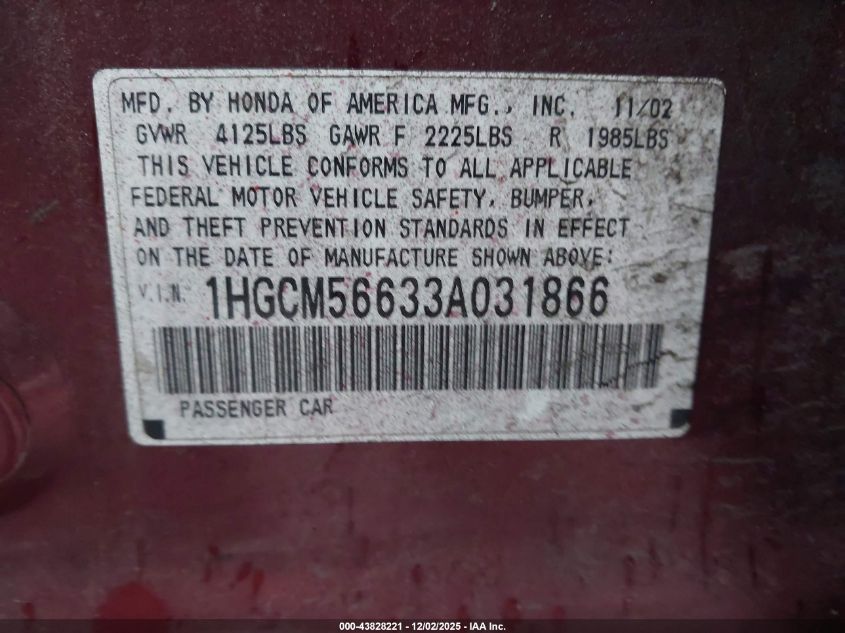 MFD. BY HONDA OF AMERICA MFG., INC. 11/02
GVWR 4125LBS GAWR F 2225LBS R 1985LBS
THIS VEHICLE CONFORMS TO ALL APPLICABLE
FEDERAL MOTOR VEHICLE SAFETY, BUMPER,
AND THEFT PREVENTION STANDARDS IN EFFECT
ON THE DATE OF MANUFACTURE SHOWN ABOVE:
V.I.N. 1HGCM56633A031866
PASSENGER CAR
000-43828221 - 12/02/2025 - IAA Inc.